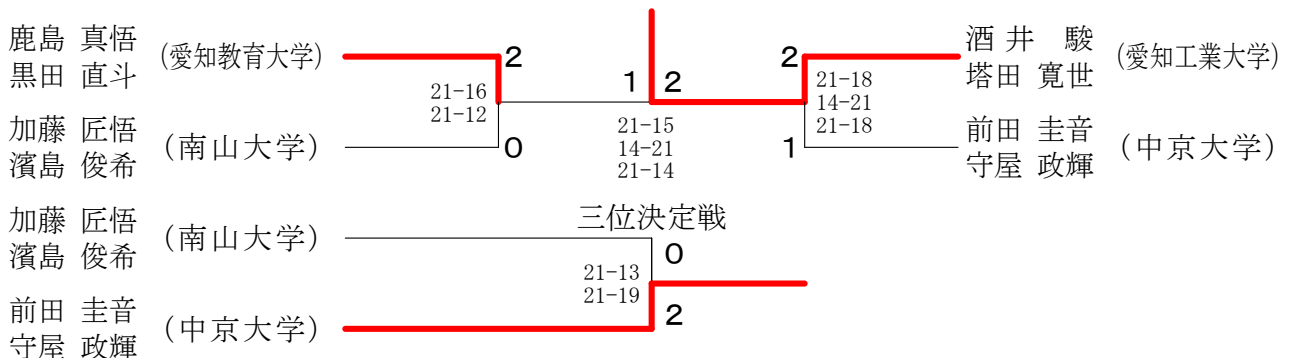 鹿島 真悟
黒田 直斗
(愛知教育大学)
2
21-16
21-12
加藤 匠悟
濱島 俊希
(南山大学)
0
1 2
21-15
14-21
21-14
2
21-18
14-21
21-18
1
酒井 駿
塔田 寛世
(愛知工業大学)
前田 圭音
守屋 政輝
(中京大学)
三位決定戦
加藤 匠悟
濱島 俊希
(南山大学)
0
21-13
21-19
2
前田 圭音
守屋 政輝
(中京大学)